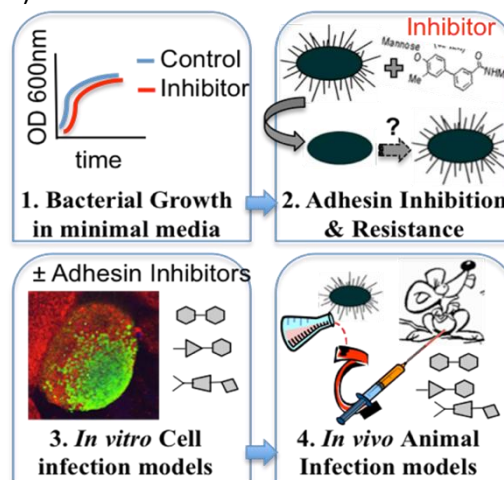 OD 600nm
Control
Inhibitor
time
1. Bacterial Growth
in minimal media
Inhibitor
Mannose
O
Me
O
NHM
?
2. Adhesin Inhibition
& Resistance
± Adhesin Inhibitors
3. In vitro Cell
infection models
4. In vivo Animal
Infection models